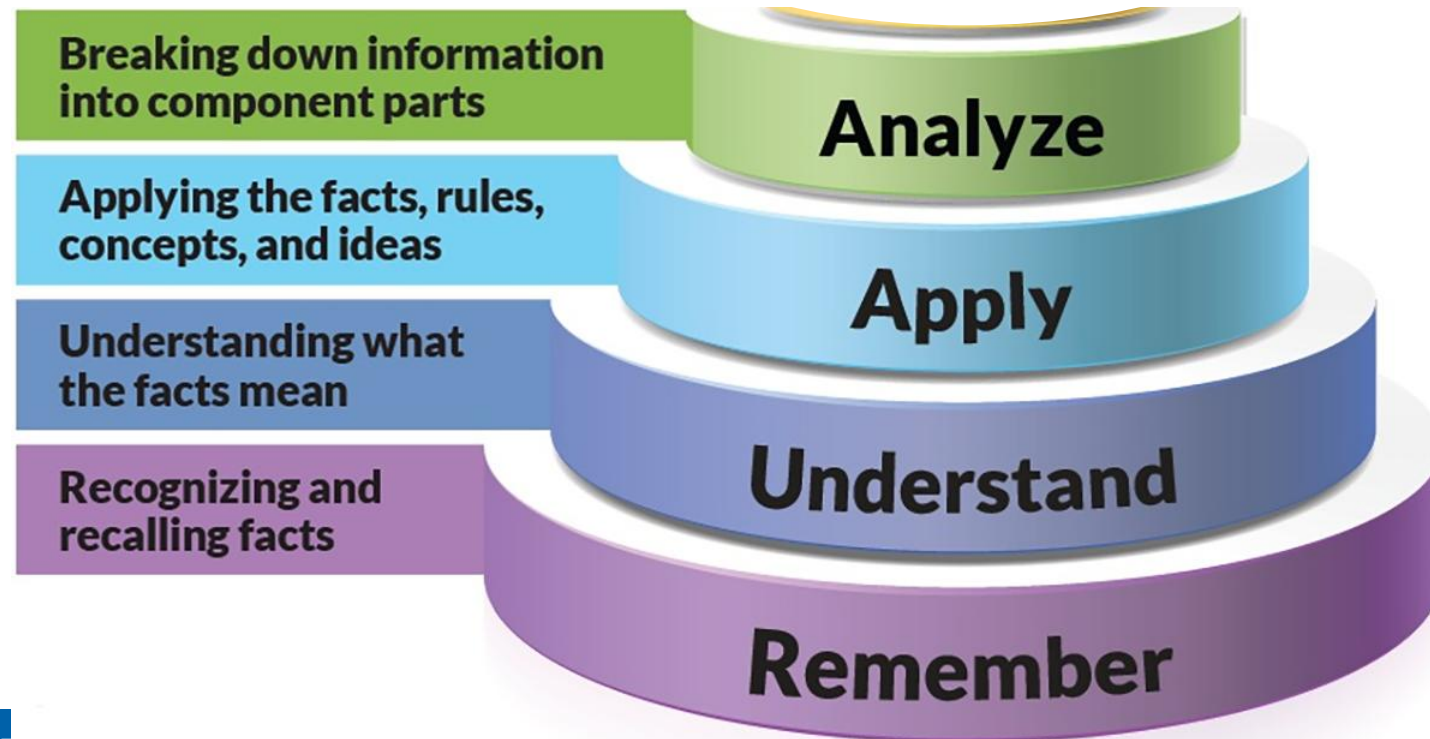 Breaking down information
into component parts
Analyze
Applying the facts, rules,
concepts, and ideas
Apply
Understanding what
the facts mean
Understand
Recognizing and
recalling facts
Remember